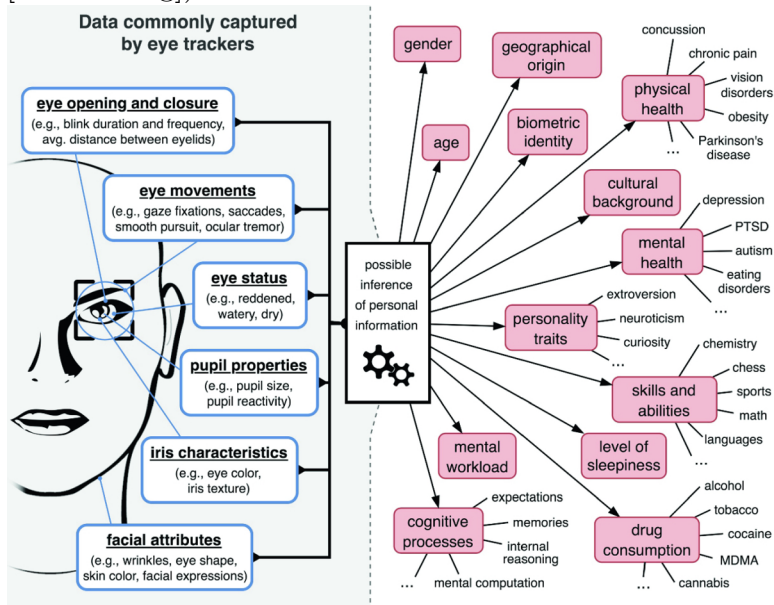 Data commonly captured
by eye trackers
eye opening and closure
(e.g., blink duration and frequency,
avg. distance between eyelids)
eye movements
(e.g., gaze fixations, saccades,
smooth pursuit, ocular tremor)
eye status
(e.g., reddened,
watery, dry)
pupil properties
(e.g., pupil size,
pupil reactivity)
iris characteristics
(e.g., eye color,
iris texture)
facial attributes
(e.g., wrinkles, eye shape,
skin color, facial expressions)
possible
inference
of personal
information
gender
geographical
origin
age
biometric
identity
physical
health
concussion
chronic pain
vision
disorders
obesity
Parkinson's
disease
...
cultural
background
mental
health
depression
PTSD
autism
eating
disorders
...
personality
traits
extroversion
neuroticism
curiosity
...
skills and
abilities
chemistry
chess
sports
math
languages
...
mental
workload
level of
sleepiness
cognitive
processes
expectations
memories
internal
reasoning
mental computation
...
drug
consumption
alcohol
tobacco
cocaine
MDMA
cannabis
...